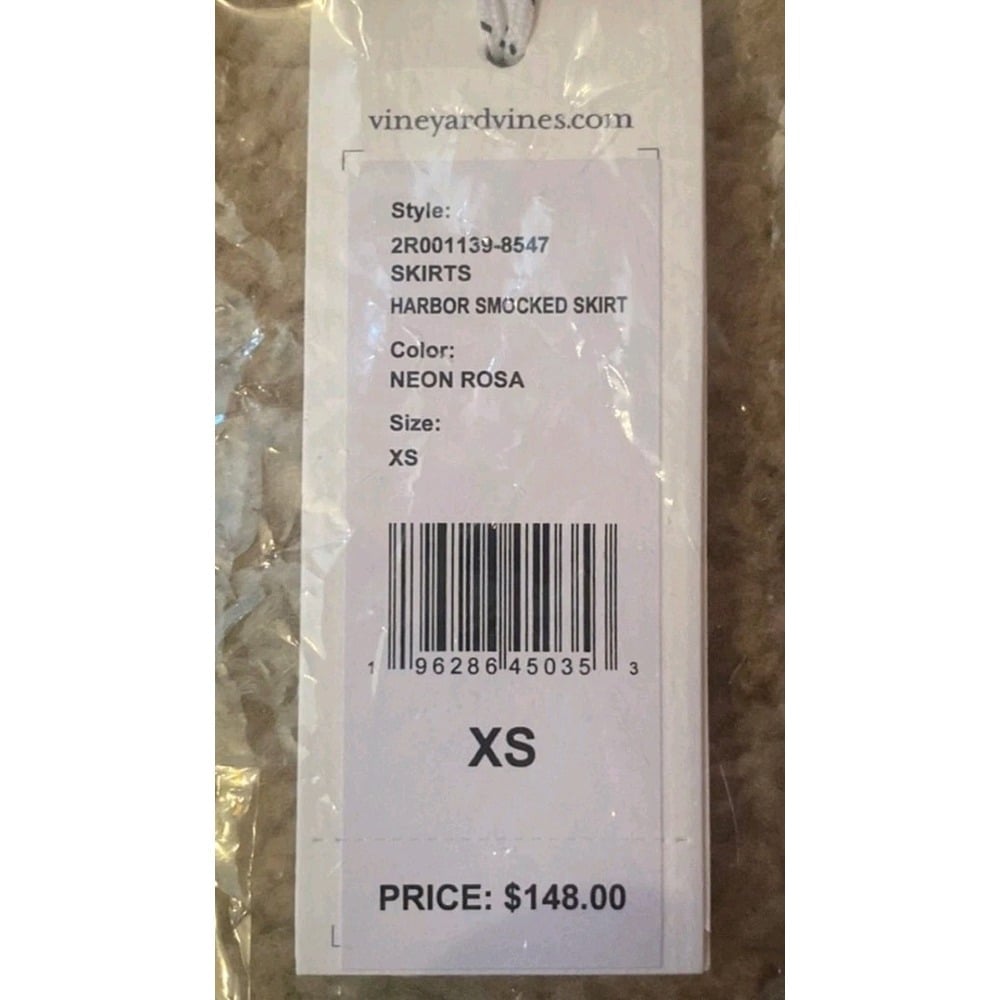 vineyardvines.com
Style:
2R001139-8547
SKIRTS
HARBOR SMOCKED SKIRT
Color:
NEON ROSA
Size:
XS
1 96286 45035 3
XS
PRICE: $148.00